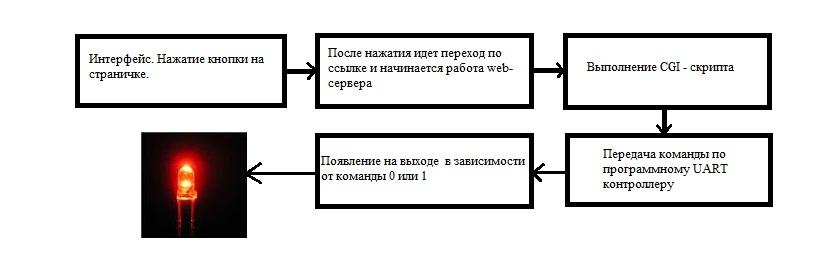 Интерфейс. Нажатие кнопки на
страничке.
После нажатия идет переход по
ссылке и начинается работа web-
сервера
Выполнение CGI - скрипта
Передача команды по
программному UART
контроллеру
Появление на выходе в зависимости
от команды 0 или 1